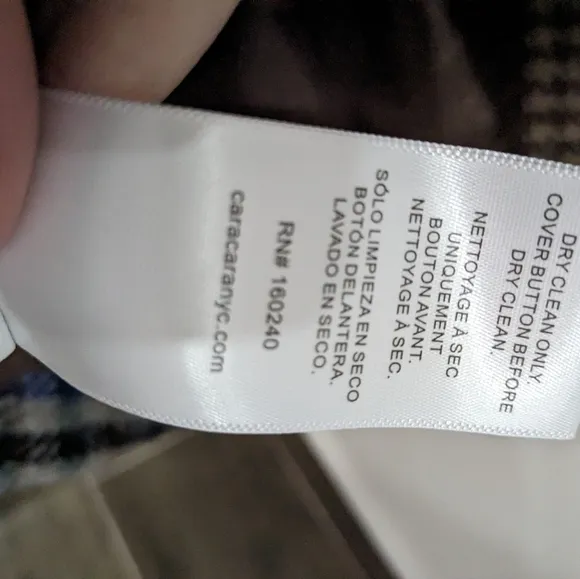 DRY CLEAN ONLY.
COVER BUTTON BEFORE
DRY CLEAN.
NETTOYAGE À SEC
UNIQUEMENT
BOUTON AVANT.
NETTOYAGE À SEC.
SÓLO LIMPIEZA EN SECO
BOTÓN DELANTERA.
LAVADO EN SECO.
RN# 160240
caracaranyc.com